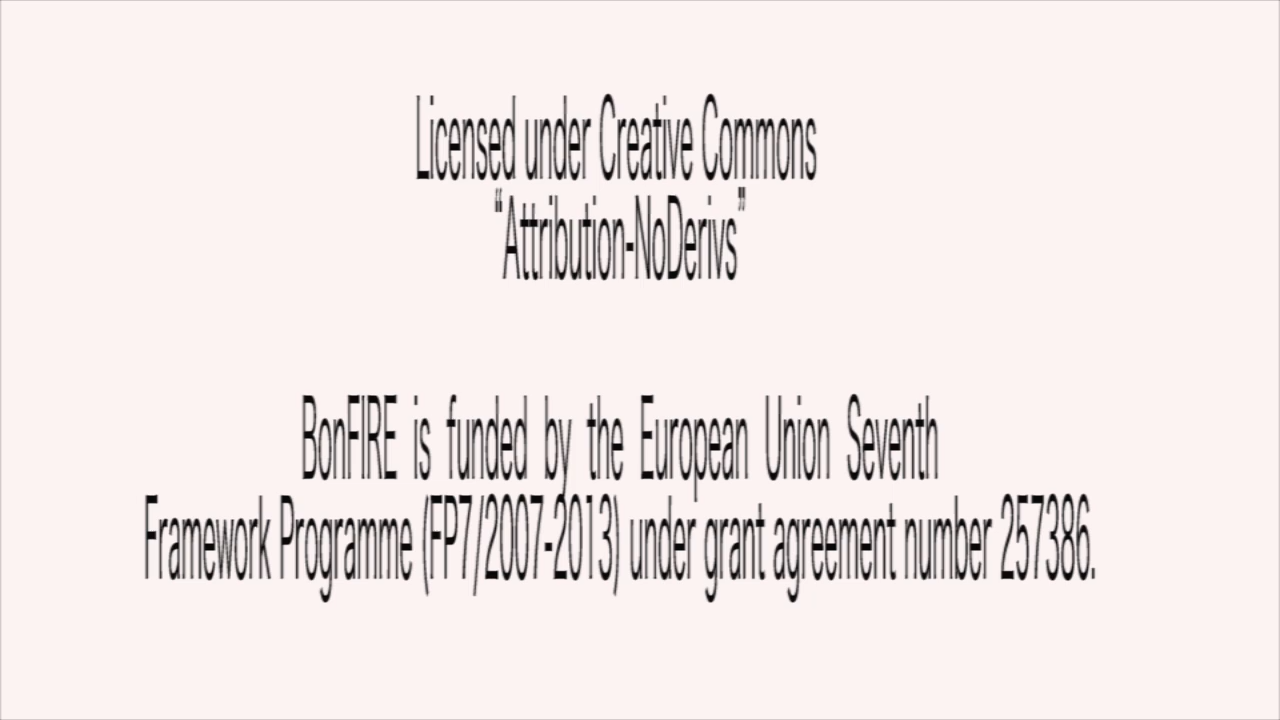 Licensed under Creative Commons
“Attribution-NoDerivs”
BonFIRE is funded by the European Union Seventh
Framework Programme (FP7/2007-2013) under grant agreement number 257386.